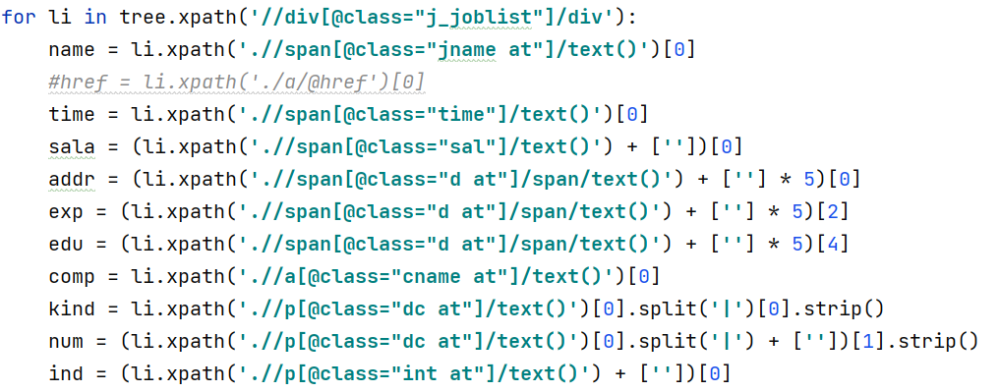 for li in tree.xpath('//div[@class="j_joblist"]/div'):
    name = li.xpath('.//span[@class="jname at"]/text()')[0]
    #href = li.xpath('./a/@href')[0]
    time = li.xpath('.//span[@class="time"]/text()')[0]
    sala = (li.xpath('.//span[@class="sal"]/text()') + [''])[0]
    addr = (li.xpath('.//span[@class="d at"]/span/text()') + [''] * 5)[0]
    exp = (li.xpath('.//span[@class="d at"]/span/text()') + [''] * 5)[2]
    edu = (li.xpath('.//span[@class="d at"]/span/text()') + [''] * 5)[4]
    comp = li.xpath('.//a[@class="cname at"]/text()')[0]
    kind = li.xpath('.//p[@class="dc at"]/text()')[0].split('|')[0].strip()
    num = (li.xpath('.//p[@class="dc at"]/text()')[0].split('|') + [''])[1].strip()
    ind = (li.xpath('.//p[@class="int at"]/text()') + [''])[0]